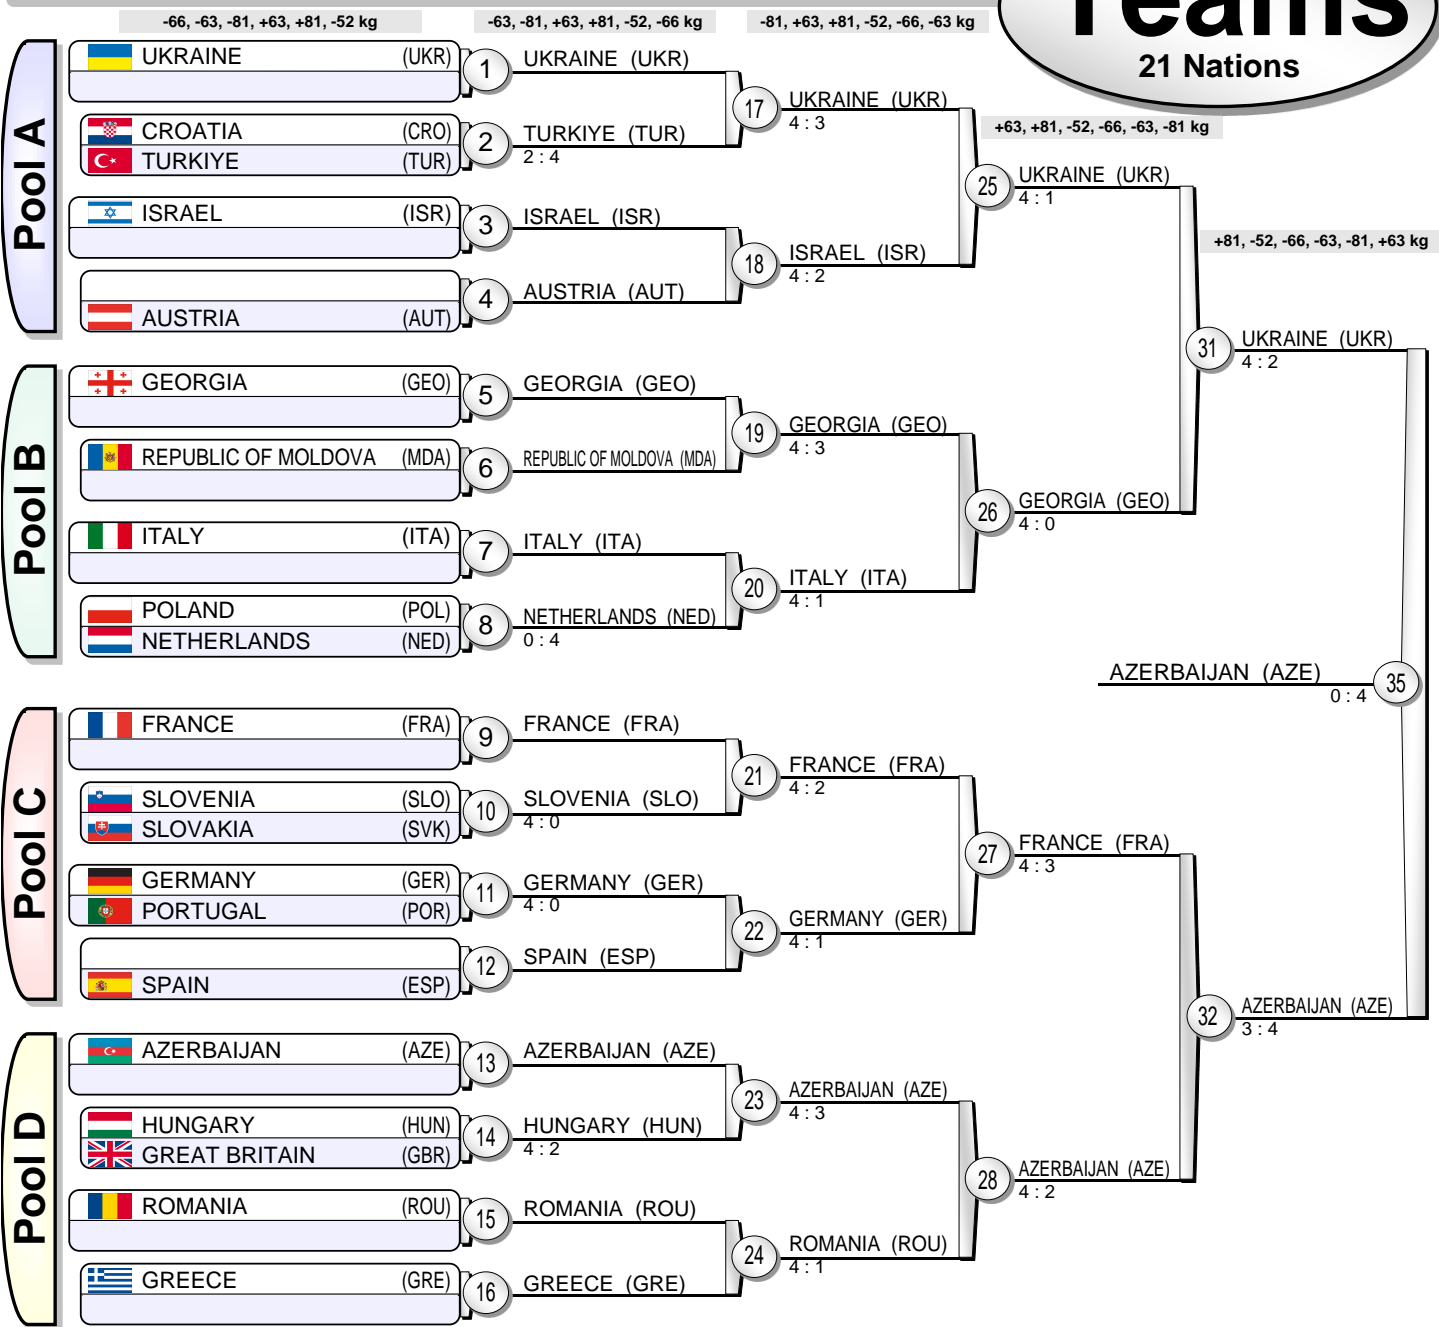 Teams
21 Nations
-66, -63, -81, +63, +81, -52 kg
-63, -81, +63, +81, -52, -66 kg
-81, +63, +81, -52, -66, -63 kg
+63, +81, -52, -66, -63, -81 kg
+81, -52, -66, -63, -81, +63 kg
Pool A
UKRAINE (UKR)
CROATIA (CRO)
TURKIYE (TUR)
ISRAEL (ISR)
AUSTRIA (AUT)
1
UKRAINE (UKR)
2
TURKIYE (TUR)
2 : 4
3
ISRAEL (ISR)
4
AUSTRIA (AUT)
17
UKRAINE (UKR)
4 : 3
18
ISRAEL (ISR)
4 : 2
25
UKRAINE (UKR)
4 : 1
Pool B
GEORGIA (GEO)
REPUBLIC OF MOLDOVA (MDA)
ITALY (ITA)
POLAND (POL)
NETHERLANDS (NED)
5
GEORGIA (GEO)
6
REPUBLIC OF MOLDOVA (MDA)
7
ITALY (ITA)
8
NETHERLANDS (NED)
0 : 4
19
GEORGIA (GEO)
4 : 3
20
ITALY (ITA)
4 : 1
26
GEORGIA (GEO)
4 : 0
31
UKRAINE (UKR)
4 : 2
Pool C
FRANCE (FRA)
SLOVENIA (SLO)
SLOVAKIA (SVK)
GERMANY (GER)
PORTUGAL (POR)
SPAIN (ESP)
9
FRANCE (FRA)
10
SLOVENIA (SLO)
4 : 0
11
GERMANY (GER)
4 : 0
12
SPAIN (ESP)
21
FRANCE (FRA)
4 : 2
22
GERMANY (GER)
4 : 1
27
FRANCE (FRA)
4 : 3
Pool D
AZERBAIJAN (AZE)
HUNGARY (HUN)
GREAT BRITAIN (GBR)
ROMANIA (ROU)
GREECE (GRE)
13
AZERBAIJAN (AZE)
14
HUNGARY (HUN)
4 : 2
15
ROMANIA (ROU)
16
GREECE (GRE)
23
AZERBAIJAN (AZE)
4 : 3
24
ROMANIA (ROU)
4 : 1
28
AZERBAIJAN (AZE)
4 : 2
32
AZERBAIJAN (AZE)
3 : 4
AZERBAIJAN (AZE)
0 : 4
35